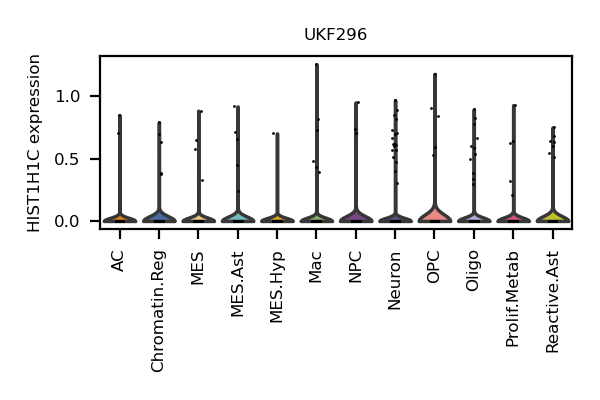 UKF296
HIST1H1C expression
1.0
0.5
0.0
AC
Chromatin.Reg
MES
MES.Ast
MES.Hyp
Mac
NPC
Neuron
OPC
Oligo
Prolif.Metab
Reactive.Ast